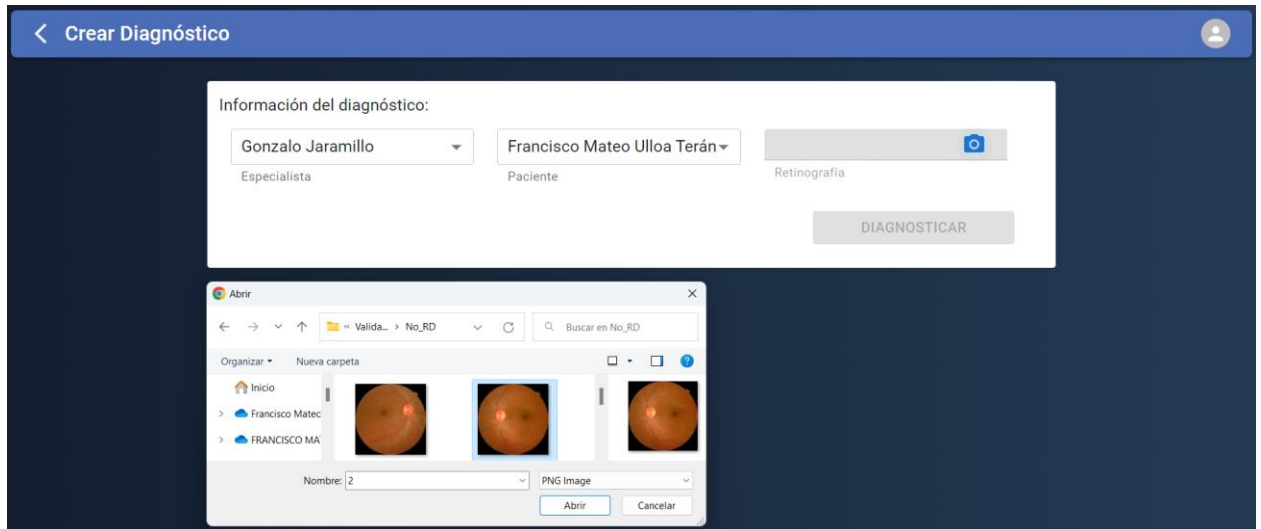 Crear Diagnóstico
Información del diagnóstico:
Gonzalo Jaramillo
Francisco Mateo Ulloa Terán
Especialista
Paciente
Retinografía
DIAGNOSTICAR
Abrir
« Valida... › No_RD
Buscar en No_RD
Organizar
Nueva carpeta
Inicio
Francisco Matec
FRANCISCO MA
Nombre: 2
PNG Image
Abrir
Cancelar